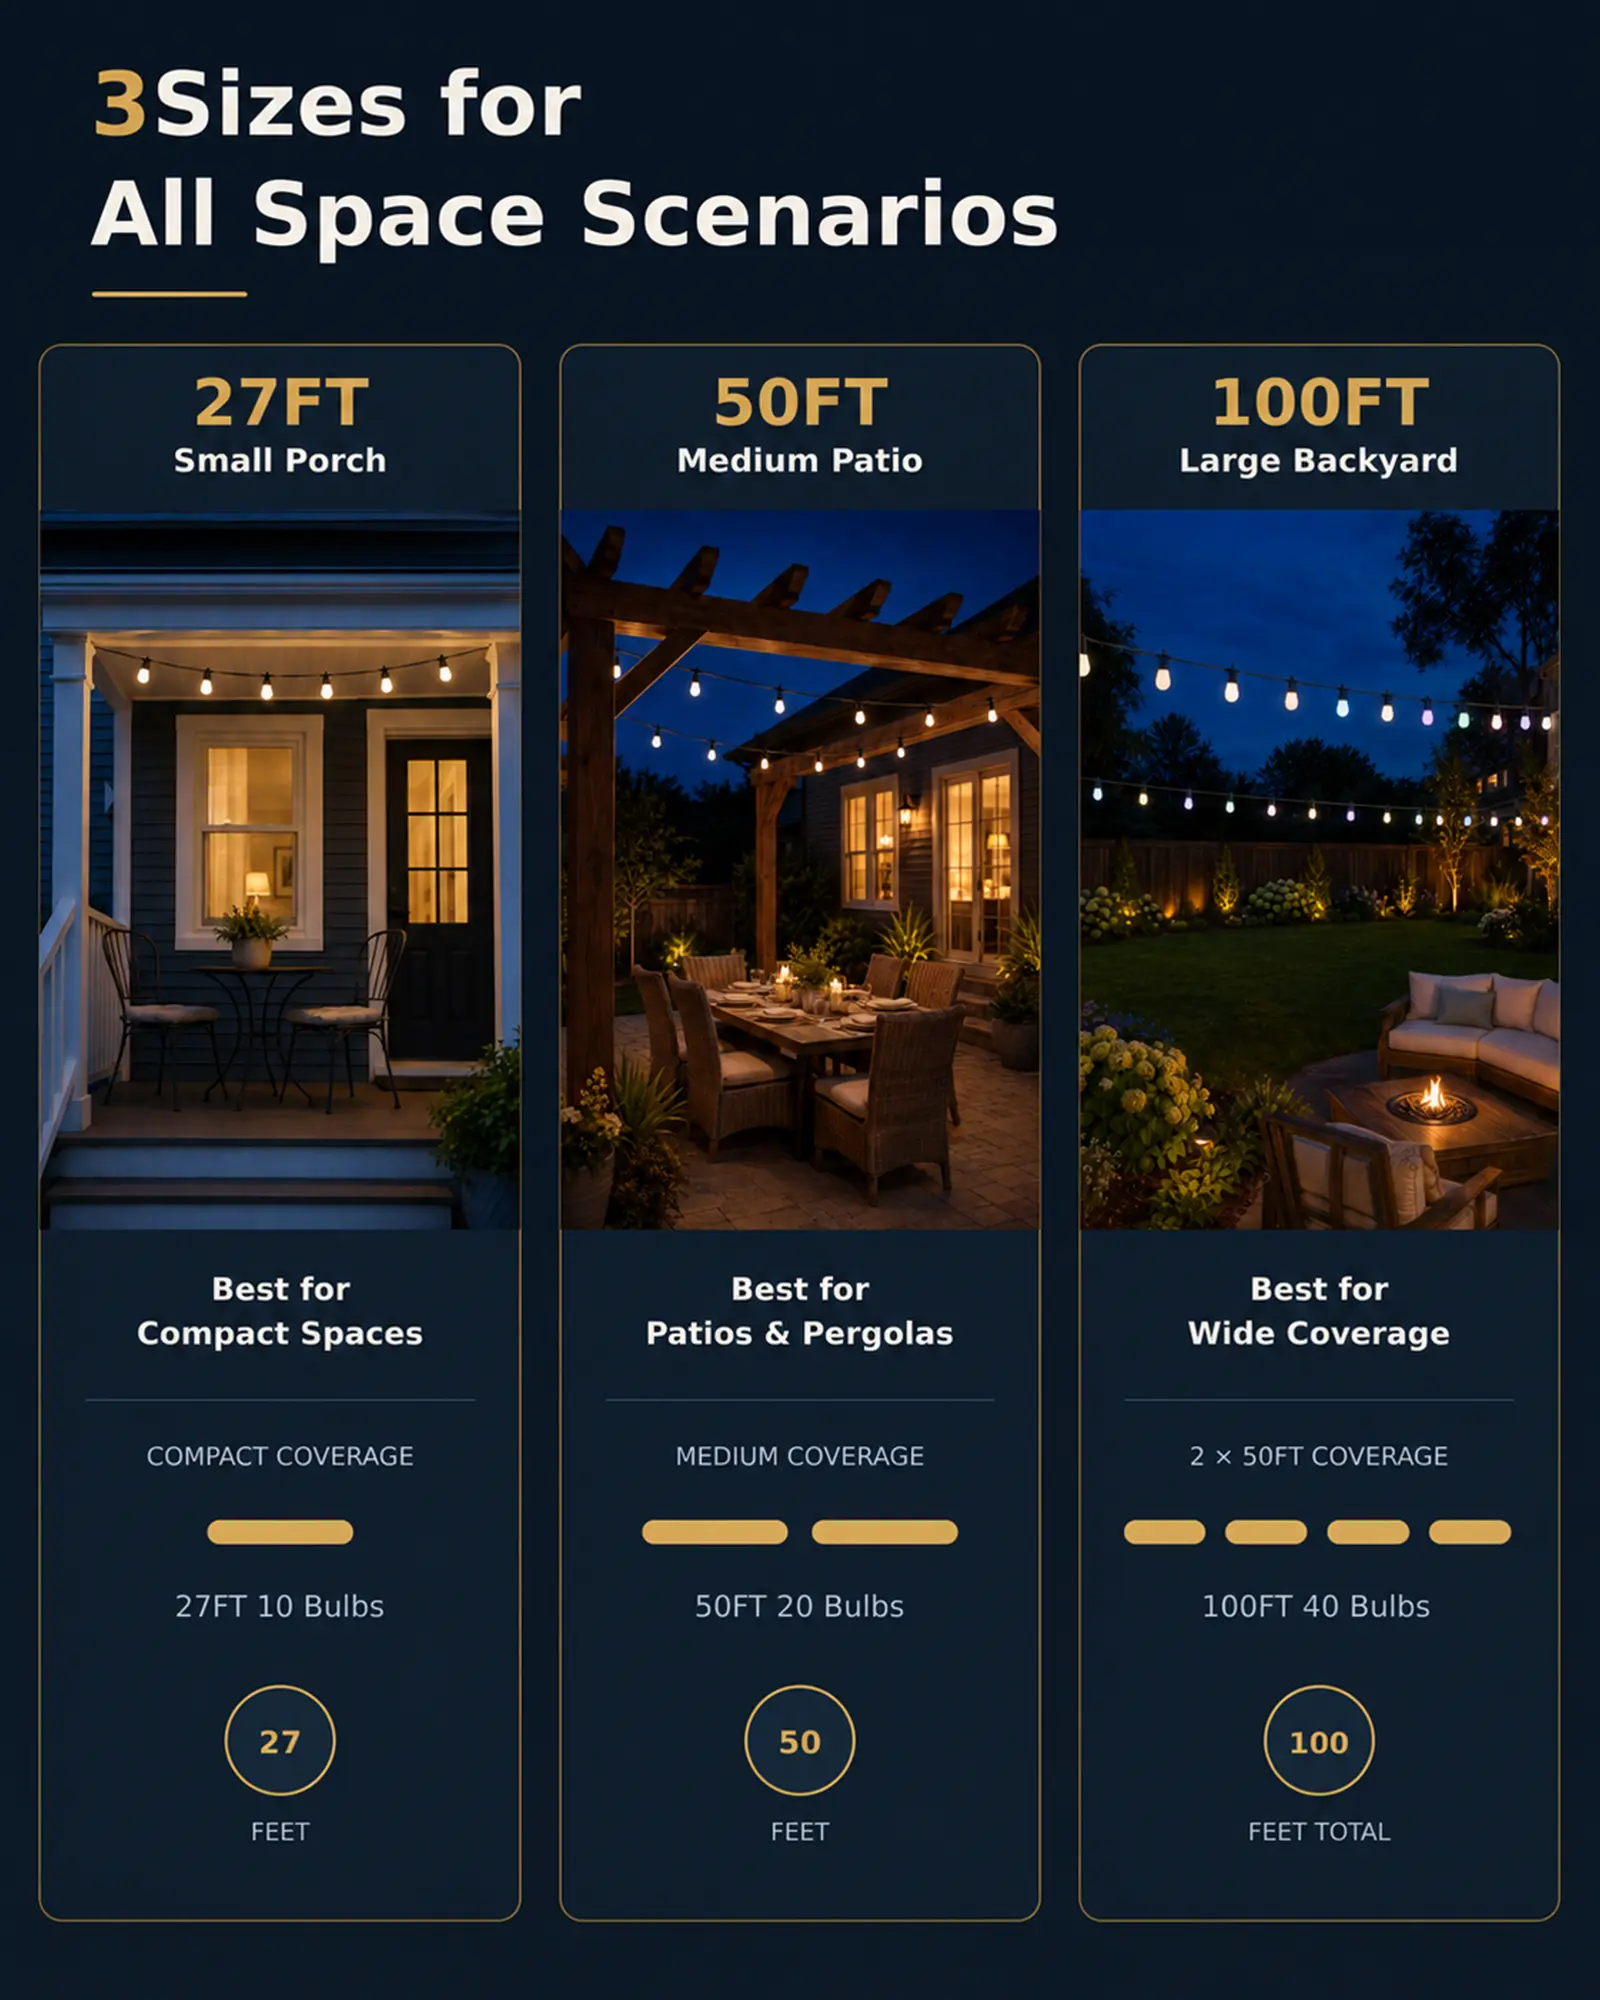 3Sizes for
All Space Scenarios
27FT
Small Porch
Best for
Compact Spaces
COMPACT COVERAGE
27FT 10 Bulbs
27
FEET
50FT
Medium Patio
Best for
Patios & Pergolas
MEDIUM COVERAGE
50FT 20 Bulbs
50
FEET
100FT
Large Backyard
Best for
Wide Coverage
2 × 50FT COVERAGE
100FT 40 Bulbs
100
FEET TOTAL